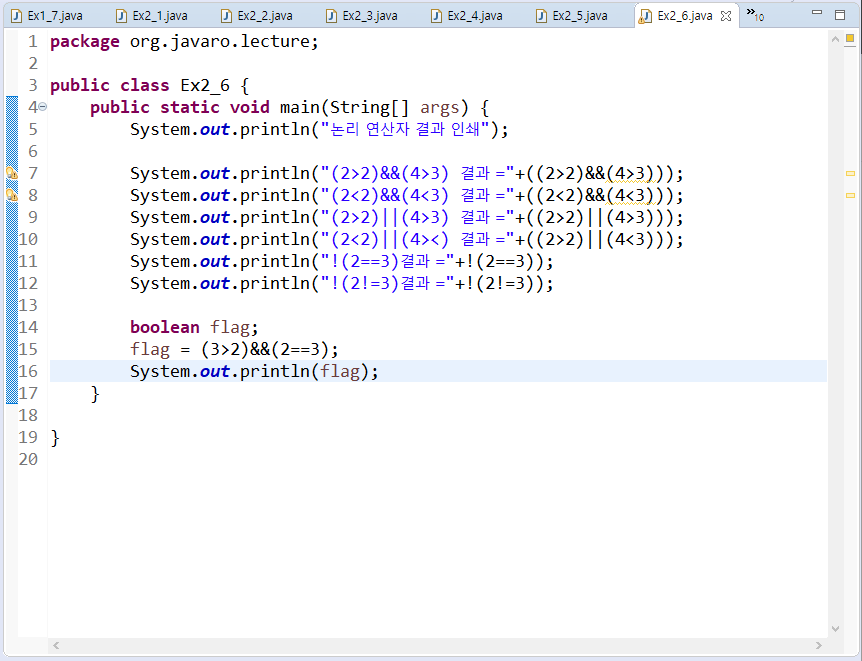 Ex1_7.java Ex2_1.java Ex2_2.java Ex2_3.java Ex2_4.java Ex2_5.java Ex2_6.java »10
1 package org.javaro.lecture;
2
3 public class Ex2_6 {
4 public static void main(String[] args) {
5 System.out.println("논리 연산자 결과 인쇄");
6
7 System.out.println("(2>2)&&(4>3) 결과 ="+((2>2)&&(4>3)));
8 System.out.println("(2<2)&&(4<3) 결과 ="+((2<2)&&(4<3)));
9 System.out.println("(2>2)||(4>3) 결과 ="+((2>2)||(4>3)));
10 System.out.println("(2<2)||(4><) 결과 ="+((2>2)||(4<3)));
11 System.out.println("!(2==3)결과 ="+!(2==3));
12 System.out.println("!(2!=3)결과 ="+!(2!=3));
13
14 boolean flag;
15 flag = (3>2)&&(2==3);
16 System.out.println(flag);
17 }
18
19 }
20